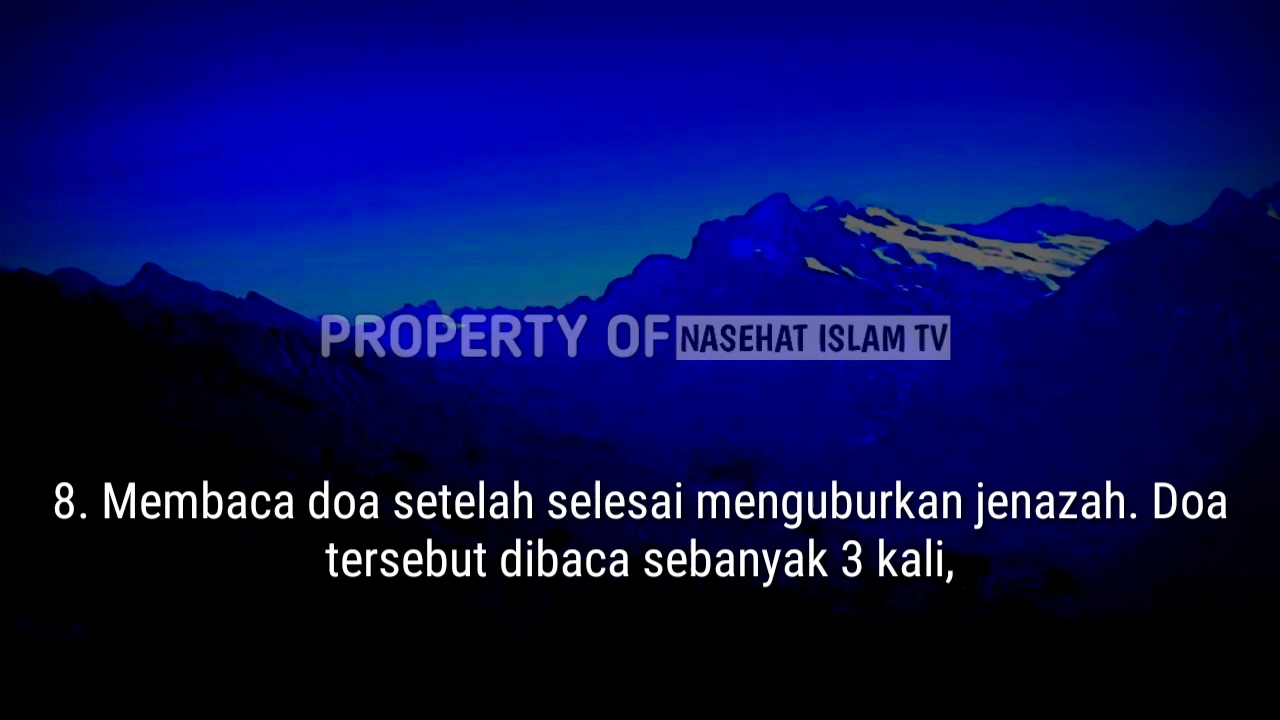 PROPERTY OF NASEHAT ISLAM TV
8. Membaca doa setelah selesai menguburkan jenazah. Doa
tersebut dibaca sebanyak 3 kali,